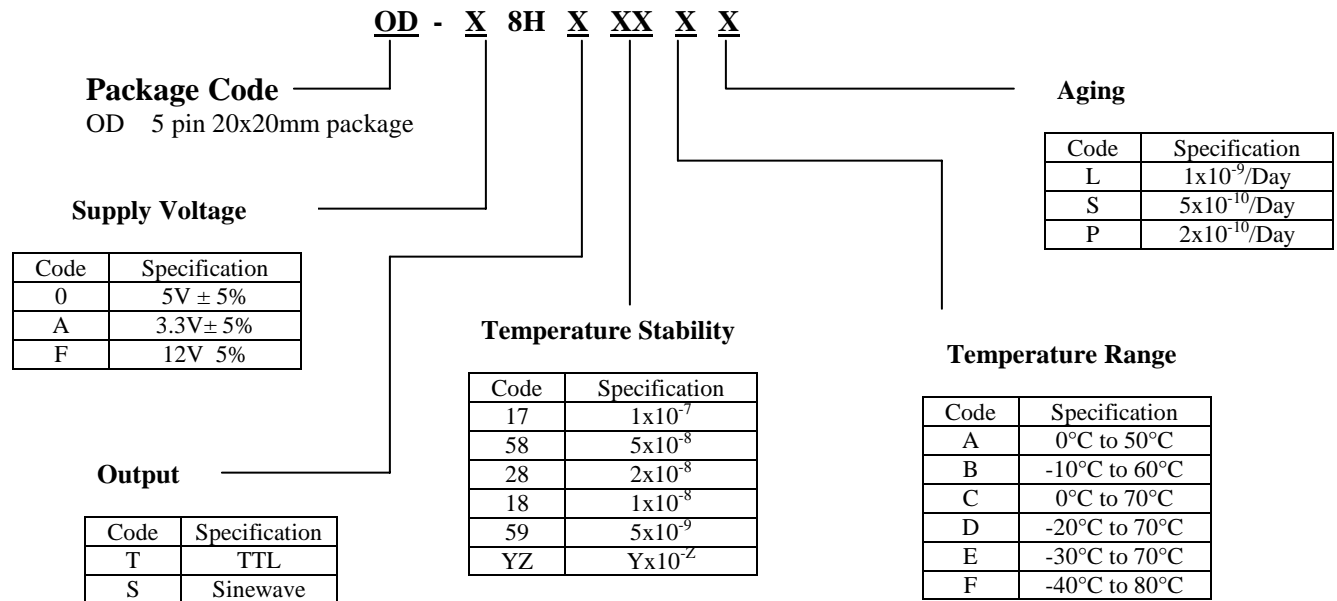 OD - X 8H X XX X X
Package Code
OD 5 pin 20x20mm package
Supply Voltage
Code Specification
0 5V ± 5%
A 3.3V± 5%
F 12V 5%
Output
Code Specification
T TTL
S Sinewave
Temperature Stability
Code Specification
17 1x10⁻⁷
58 5x10⁻⁸
28 2x10⁻⁸
18 1x10⁻⁸
59 5x10⁻⁹
YZ Yx10⁻ᶻ
Aging
Code Specification
L 1x10⁻⁹/Day
S 5x10⁻¹⁰/Day
P 2x10⁻¹⁰/Day
Temperature Range
Code Specification
A 0°C to 50°C
B -10°C to 60°C
C 0°C to 70°C
D -20°C to 70°C
E -30°C to 70°C
F -40°C to 80°C